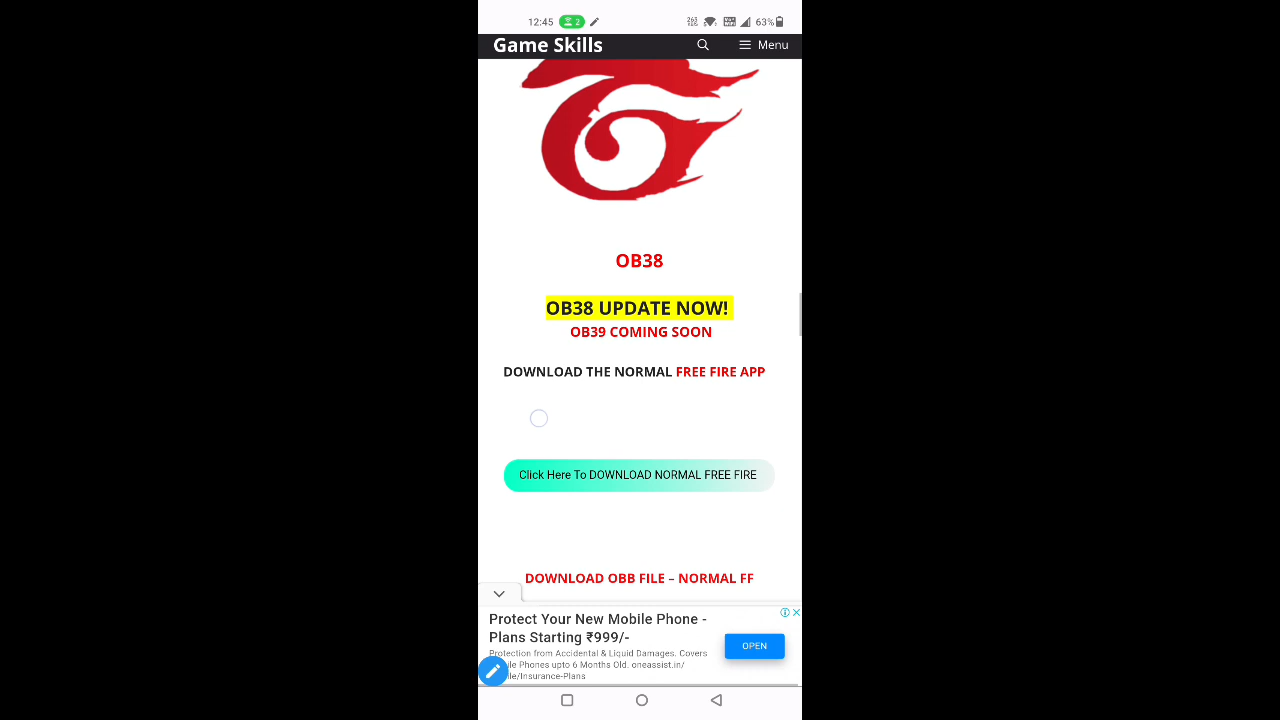 12:45 2 63%
Game Skills Menu
OB38
OB38 UPDATE NOW!
OB39 COMING SOON
DOWNLOAD THE NORMAL FREE FIRE APP
Click Here To DOWNLOAD NORMAL FREE FIRE
DOWNLOAD OBB FILE – NORMAL FF
Protect Your New Mobile Phone -
Plans Starting ₹999/-
Protection from Accidental & Liquid Damages. Covers
Phones upto 6 Months Old. oneassist.in/
/Insurance-Plans
OPEN